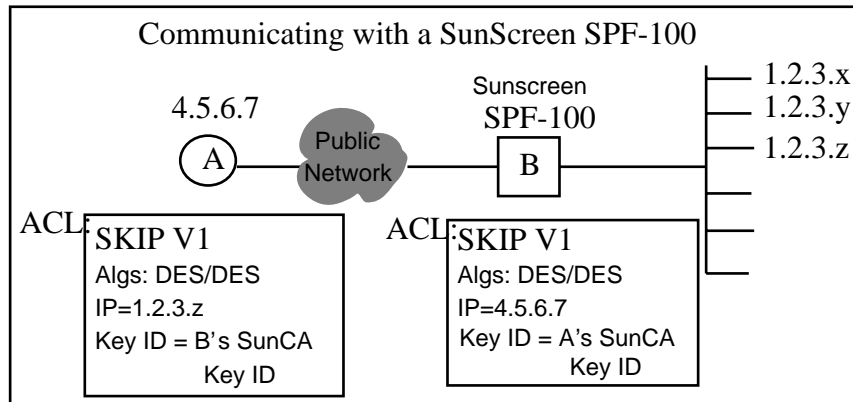 Communicating with a SunScreen SPF-100
4.5.6.7
A
Public
Network
Sunscreen
SPF-100
B
1.2.3.x
1.2.3.y
1.2.3.z
ACL:
SKIP V1
Algs: DES/DES
IP=1.2.3.z
Key ID = B's SunCA
Key ID
ACL:
SKIP V1
Algs: DES/DES
IP=4.5.6.7
Key ID = A's SunCA
Key ID